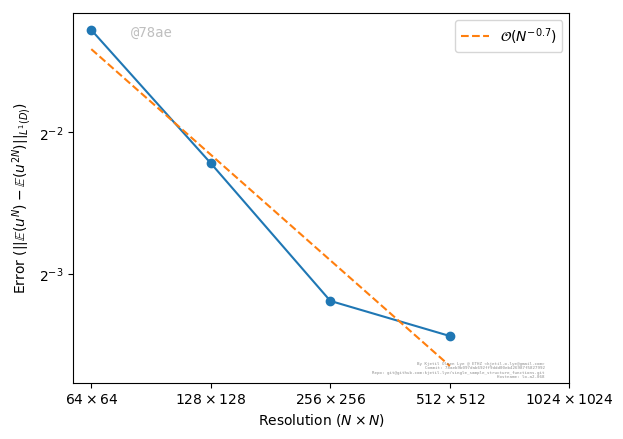 @78ae
𝒪(N^{-0.7})
2^{-2}
2^{-3}
Error (||𝔼(u^N) − 𝔼(u^{2N})||_{L^1(D)})
64 × 64
128 × 128
256 × 256
512 × 512
1024 × 1024
Resolution (N × N)